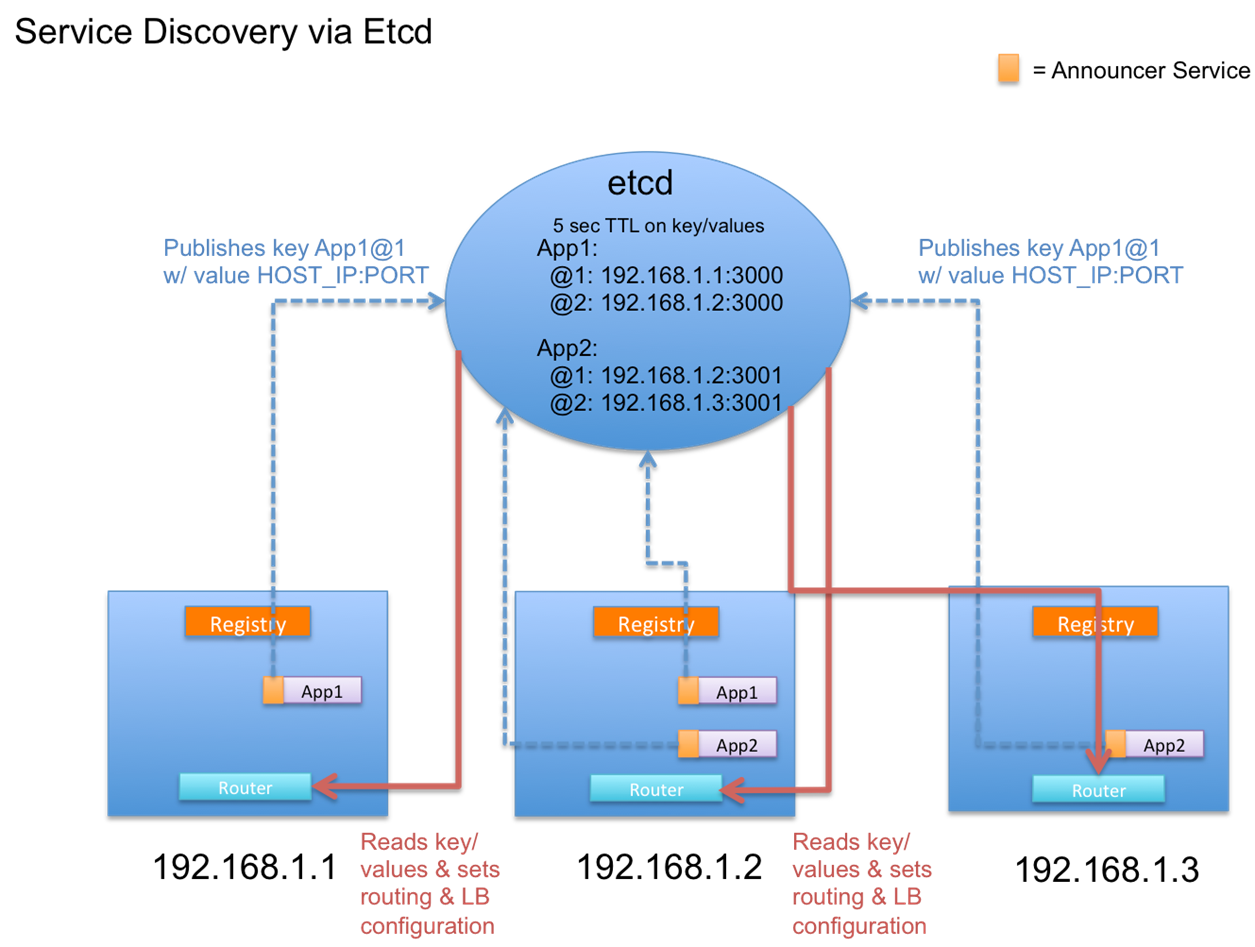 Service Discovery via Etcd
= Announcer Service
etcd
5 sec TTL on key/values
App1:
@1: 192.168.1.1:3000
@2: 192.168.1.2:3000
App2:
@1: 192.168.1.2:3001
@2: 192.168.1.3:3001
Publishes key App1@1
w/ value HOST_IP:PORT
Publishes key App1@1
w/ value HOST_IP:PORT
Registry
App1
Router
192.168.1.1
Reads key/
values & sets
routing & LB
configuration
Registry
App1
App2
Router
192.168.1.2
Reads key/
values & sets
routing & LB
configuration
Registry
App2
Router
192.168.1.3